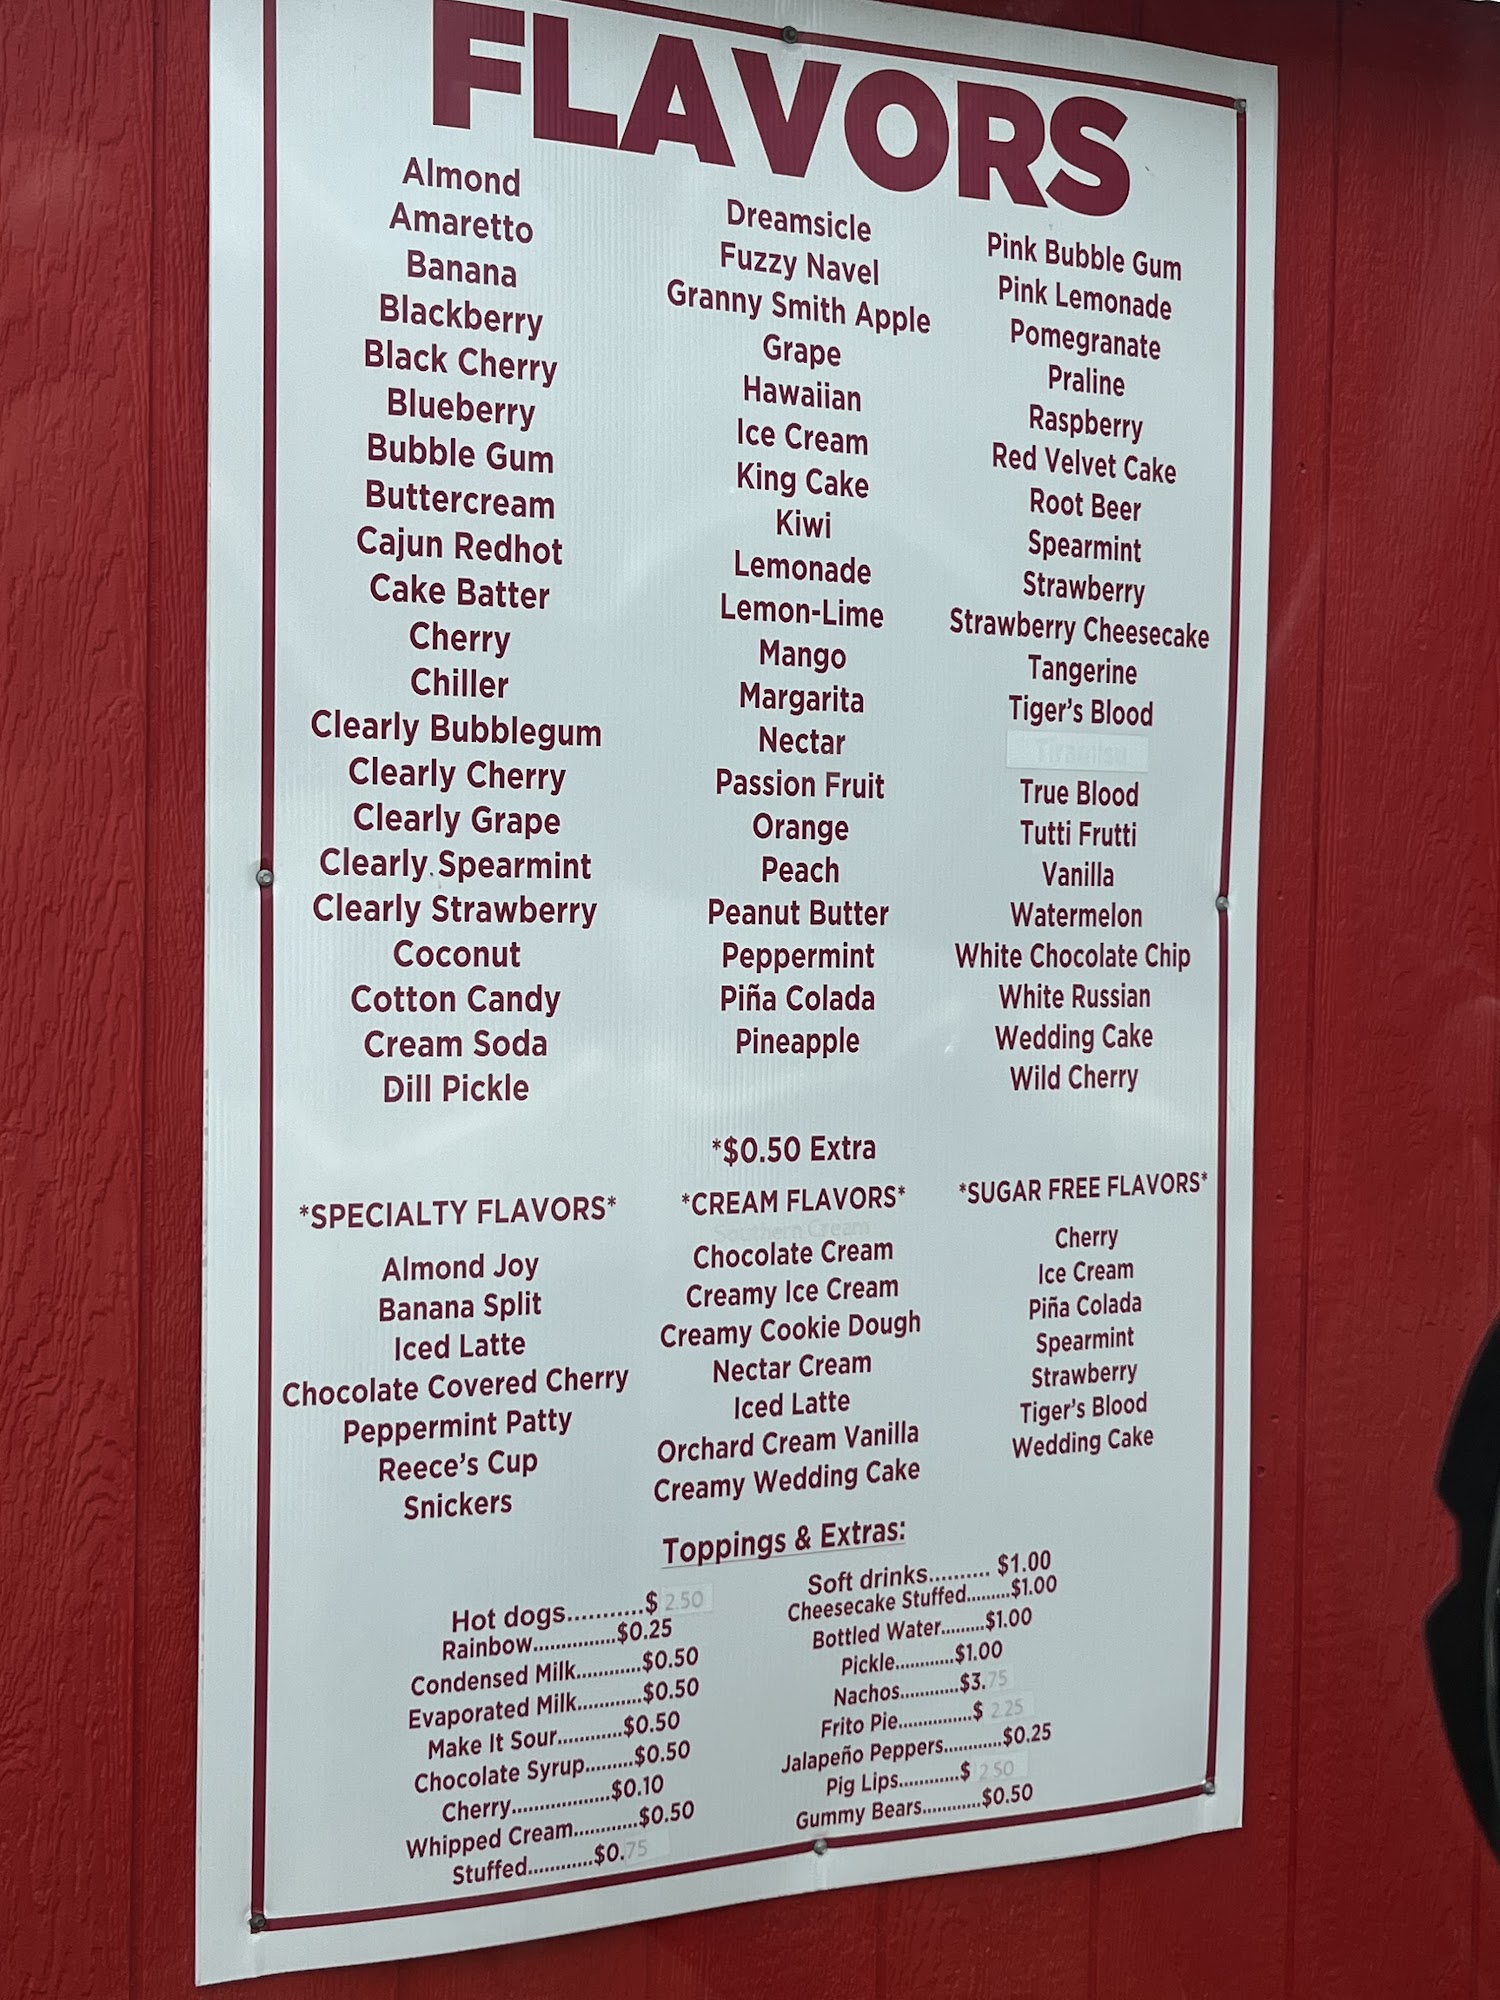 FLAVORS
Almond
Amaretto
Banana
Blackberry
Black Cherry
Blueberry
Bubble Gum
Buttercream
Cajun Redhot
Cake Batter
Cherry
Chiller
Clearly Bubblegum
Clearly Cherry
Clearly Grape
Clearly Spearmint
Clearly Strawberry
Coconut
Cotton Candy
Cream Soda
Dill Pickle
Dreamsicle
Fuzzy Navel
Granny Smith Apple
Grape
Hawaiian
Ice Cream
King Cake
Kiwi
Lemonade
Lemon-Lime
Mango
Margarita
Nectar
Passion Fruit
Orange
Peach
Peanut Butter
Peppermint
Piña Colada
Pineapple
Pink Bubble Gum
Pink Lemonade
Pomegranate
Praline
Raspberry
Red Velvet Cake
Root Beer
Spearmint
Strawberry
Strawberry Cheesecake
Tangerine
Tiger's Blood
Tiramisu
True Blood
Tutti Frutti
Vanilla
Watermelon
White Chocolate Chip
White Russian
Wedding Cake
Wild Cherry
*$0.50 Extra
*SPECIALTY FLAVORS*
Almond Joy
Banana Split
Iced Latte
Chocolate Covered Cherry
Peppermint Patty
Reece's Cup
Snickers
*CREAM FLAVORS*
Southern Cream
Chocolate Cream
Creamy Ice Cream
Creamy Cookie Dough
Nectar Cream
Iced Latte
Orchard Cream Vanilla
Creamy Wedding Cake
*SUGAR FREE FLAVORS*
Cherry
Ice Cream
Piña Colada
Spearmint
Strawberry
Tiger's Blood
Wedding Cake
Toppings & Extras:
Hot dogs...........$ 2.50
Rainbow...............$0.25
Condensed Milk............$0.50
Evaporated Milk............$0.50
Make It Sour............$0.50
Chocolate Syrup.........$0.50
Cherry..................$0.10
Whipped Cream............$0.50
Stuffed............$0.75
Soft drinks.......... $1.00
Cheesecake Stuffed.........$1.00
Bottled Water.........$1.00
Pickle...........$1.00
Nachos...........$3.75
Frito Pie..............$ 2.25
Jalapeño Peppers...........$0.25
Pig Lips............$ 2.50
Gummy Bears...........$0.50